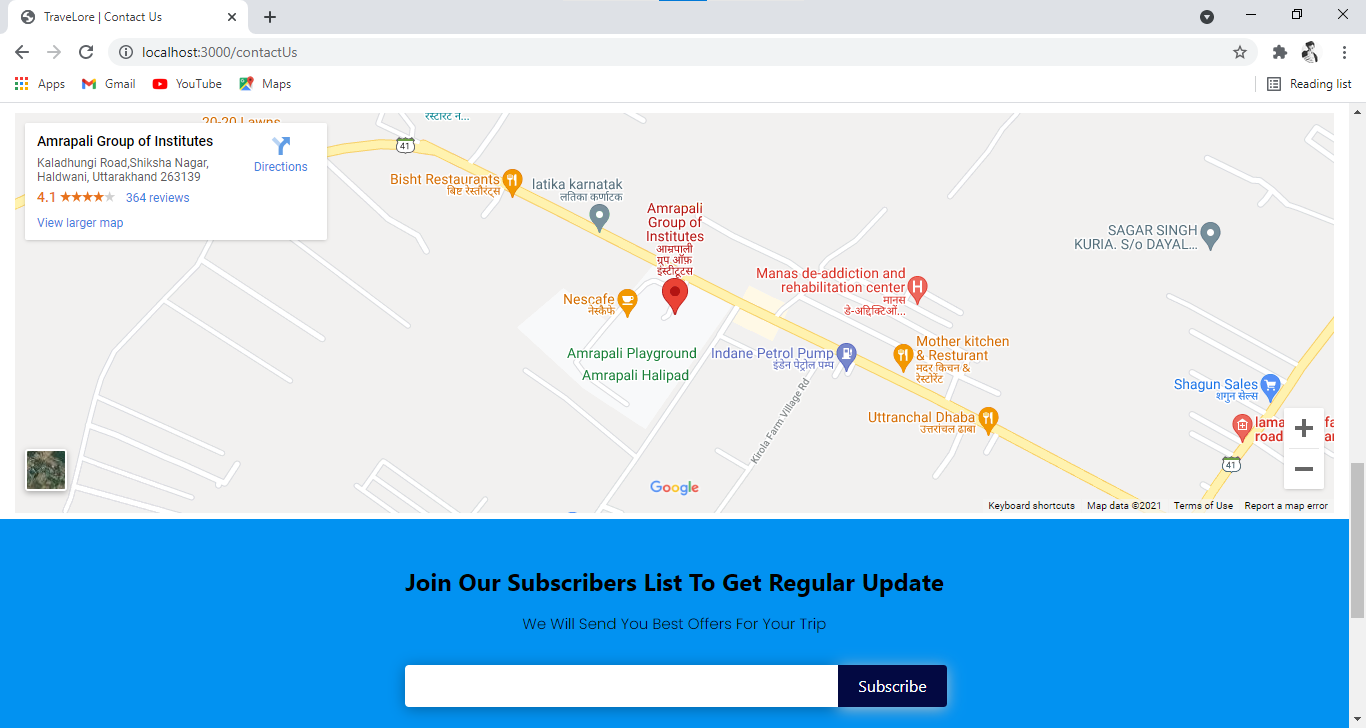 TraveLore | Contact Us
localhost:3000/contactUs
Apps
Gmail
YouTube
Maps
Reading list
20-20 Lawns
रेस्टोरेंट न...
Amrapali Group of Institutes
Kaladhungi Road,Shiksha Nagar,
Haldwani, Uttarakhand 263139
4.1
364 reviews
View larger map
Directions
41
Bisht Restaurants
बिष्ट रेस्तौरंट्स
latika karnatak
लतिका कर्णाटक
Amrapali
Group of
Institutes
आम्रपाली
ग्रुप ऑफ़
इंस्टीटूटस
SAGAR SINGH
KURIA. S/o DAYAL...
Manas de-addiction and
rehabilitation center
मानस
डे-अद्दिक्टिओं...
H
Nescafe
नेस्कैफे
Amrapali Playground
Amrapali Halipad
Indane Petrol Pump
इंडेन पेट्रोल पम्प
Mother kitchen
& Resturant
मदर किचन &
रेस्टोरेंट
Shagun Sales
शगुन सेल्स
Uttranchal Dhaba
उत्तरांचल ढाबा
Kirola Farm Village Rd
41
Google
Keyboard shortcuts
Map data ©2021
Terms of Use
Report a map error
Join Our Subscribers List To Get Regular Update
We Will Send You Best Offers For Your Trip
Subscribe